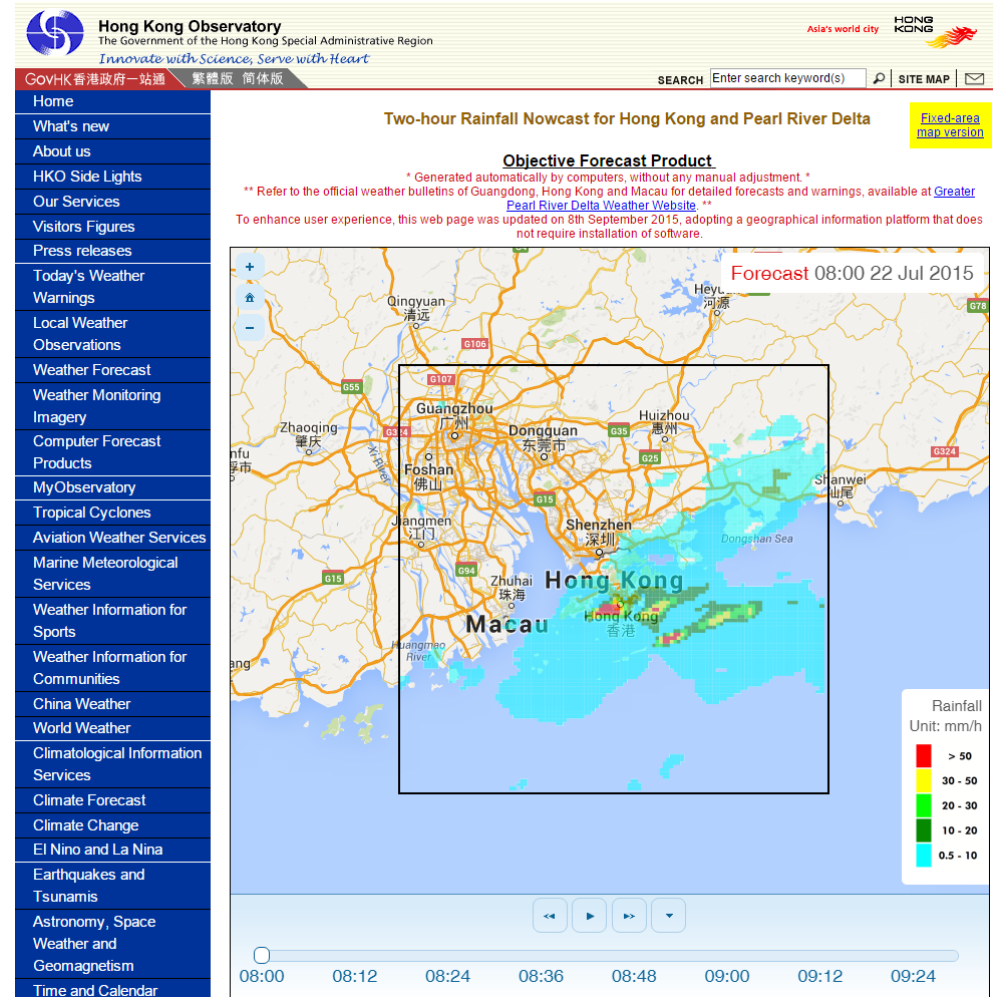 Hong Kong Observatory
The Government of the Hong Kong Special Administrative Region
Innovate with Science, Serve with Heart
Asia's world city
HONG
KONG
GOVHK香港政府一站通
繁體版 简体版
SEARCH
Enter search keyword(s)
SITE MAP
Home
What's new
About us
HKO Side Lights
Our Services
Visitors Figures
Press releases
Today's Weather
Warnings
Local Weather
Observations
Weather Forecast
Weather Monitoring
Imagery
Computer Forecast
Products
MyObservatory
Tropical Cyclones
Aviation Weather Services
Marine Meteorological
Services
Weather Information for
Sports
Weather Information for
Communities
China Weather
World Weather
Climatological Information
Services
Climate Forecast
Climate Change
El Nino and La Nina
Earthquakes and
Tsunamis
Astronomy, Space
Weather and
Geomagnetism
Time and Calendar
Two-hour Rainfall Nowcast for Hong Kong and Pearl River Delta
Fixed-area
map version
Objective Forecast Product
* Generated automatically by computers, without any manual adjustment. *
** Refer to the official weather bulletins of Guangdong, Hong Kong and Macau for detailed forecasts and warnings, available at Greater
Pearl River Delta Weather Website. **
To enhance user experience, this web page was updated on 8th September 2015, adopting a geographical information platform that does
not require installation of software.
+
−
Forecast 08:00 22 Jul 2015
Qingyuan
清远
河源
G78
G106
G107
G55
Guangzhou
广州
Zhaoqing
肇庆
Dongguan
东莞市
G35
Huizhou
惠州
G25
G324
Foshan
佛山
Xi River
G15
Shanwei
汕尾
Jiangmen
江门
Shenzhen
深圳
Dongshan Sea
G94
G15
Zhuhai
珠海
Hong Kong
Macau
Hong Kong
香港
Huangmao
River
Rainfall
Unit: mm/h
> 50
30 - 50
20 - 30
10 - 20
0.5 - 10
08:00
08:12
08:24
08:36
08:48
09:00
09:12
09:24